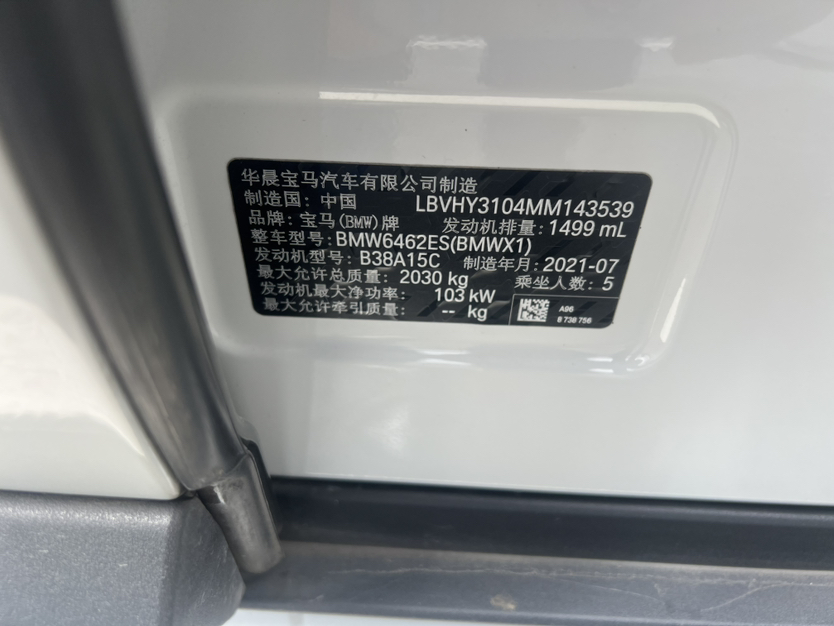 华晨宝马汽车有限公司制造
制造国：中国 LBVHY3104MM143539
品牌：宝马(BMW)牌 发动机排量：1499 mL
整车型号：BMW6462ES(BMWX1)
发动机型号：B38A15C 制造年月：2021-07
最大允许总质量：2030 kg 乘坐人数：5
发动机最大净功率： 103 kW
最大允许牵引质量： -- kg
A96
8 738 756